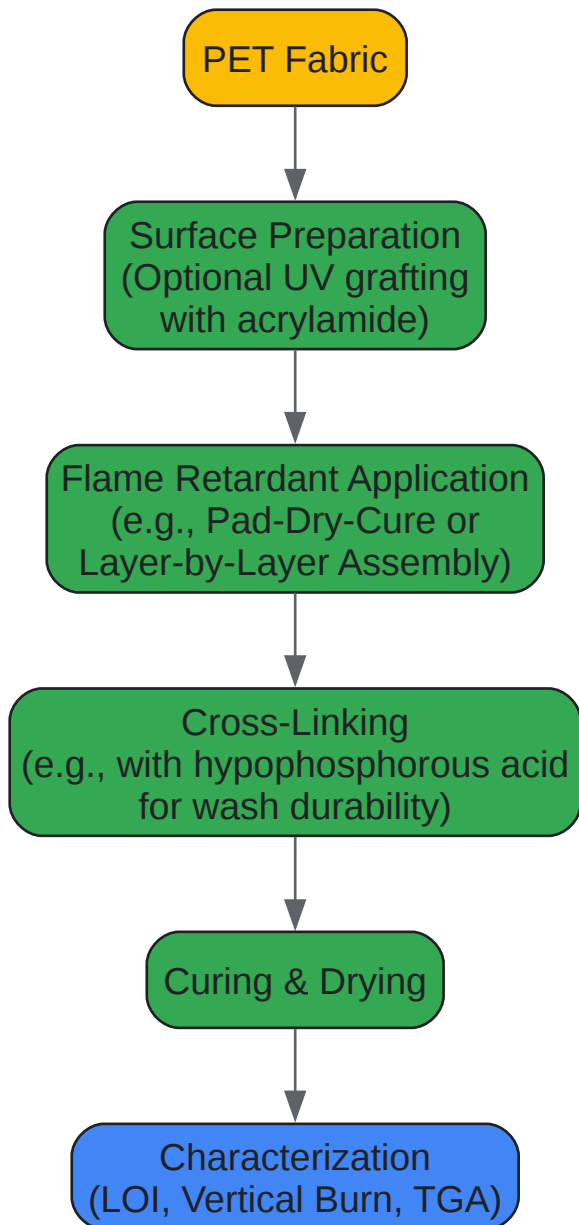 PET Fabric
Surface Preparation
(Optional UV grafting
with acrylamide)
Flame Retardant Application
(e.g., Pad-Dry-Cure or
Layer-by-Layer Assembly)
Cross-Linking
(e.g., with hypophosphorous acid
for wash durability)
Curing & Drying
Characterization
(LOI, Vertical Burn, TGA)